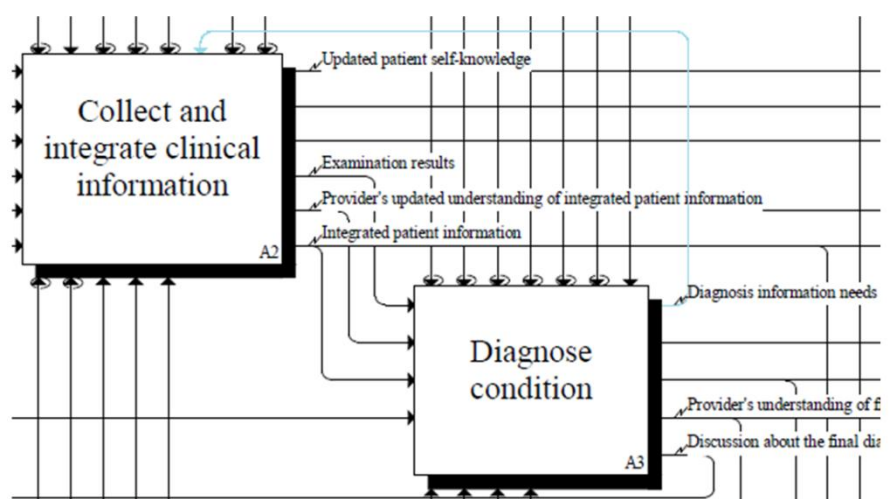 Updated patient self-knowledge
Collect and
integrate clinical
information
Examination results
Provider's updated understanding of integrated patient information
Integrated patient information
A2
Diagnosis information needs
Diagnose
condition
Provider's understanding of
Discussion about the final
A3